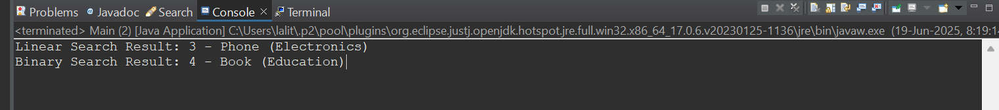 Problems @ Javadoc Search Console × Terminal
<terminated> Main (2) [Java Application] C:\Users\lalit\.p2\pool\plugins\org.eclipse.justj.openjdk.hotspot.jre.full.win32.x86_64_17.0.6.v20230125-1136\jre\bin\javaw.exe (19-Jun-2025, 8:19:14
Linear Search Result: 3 - Phone (Electronics)
Binary Search Result: 4 - Book (Education)